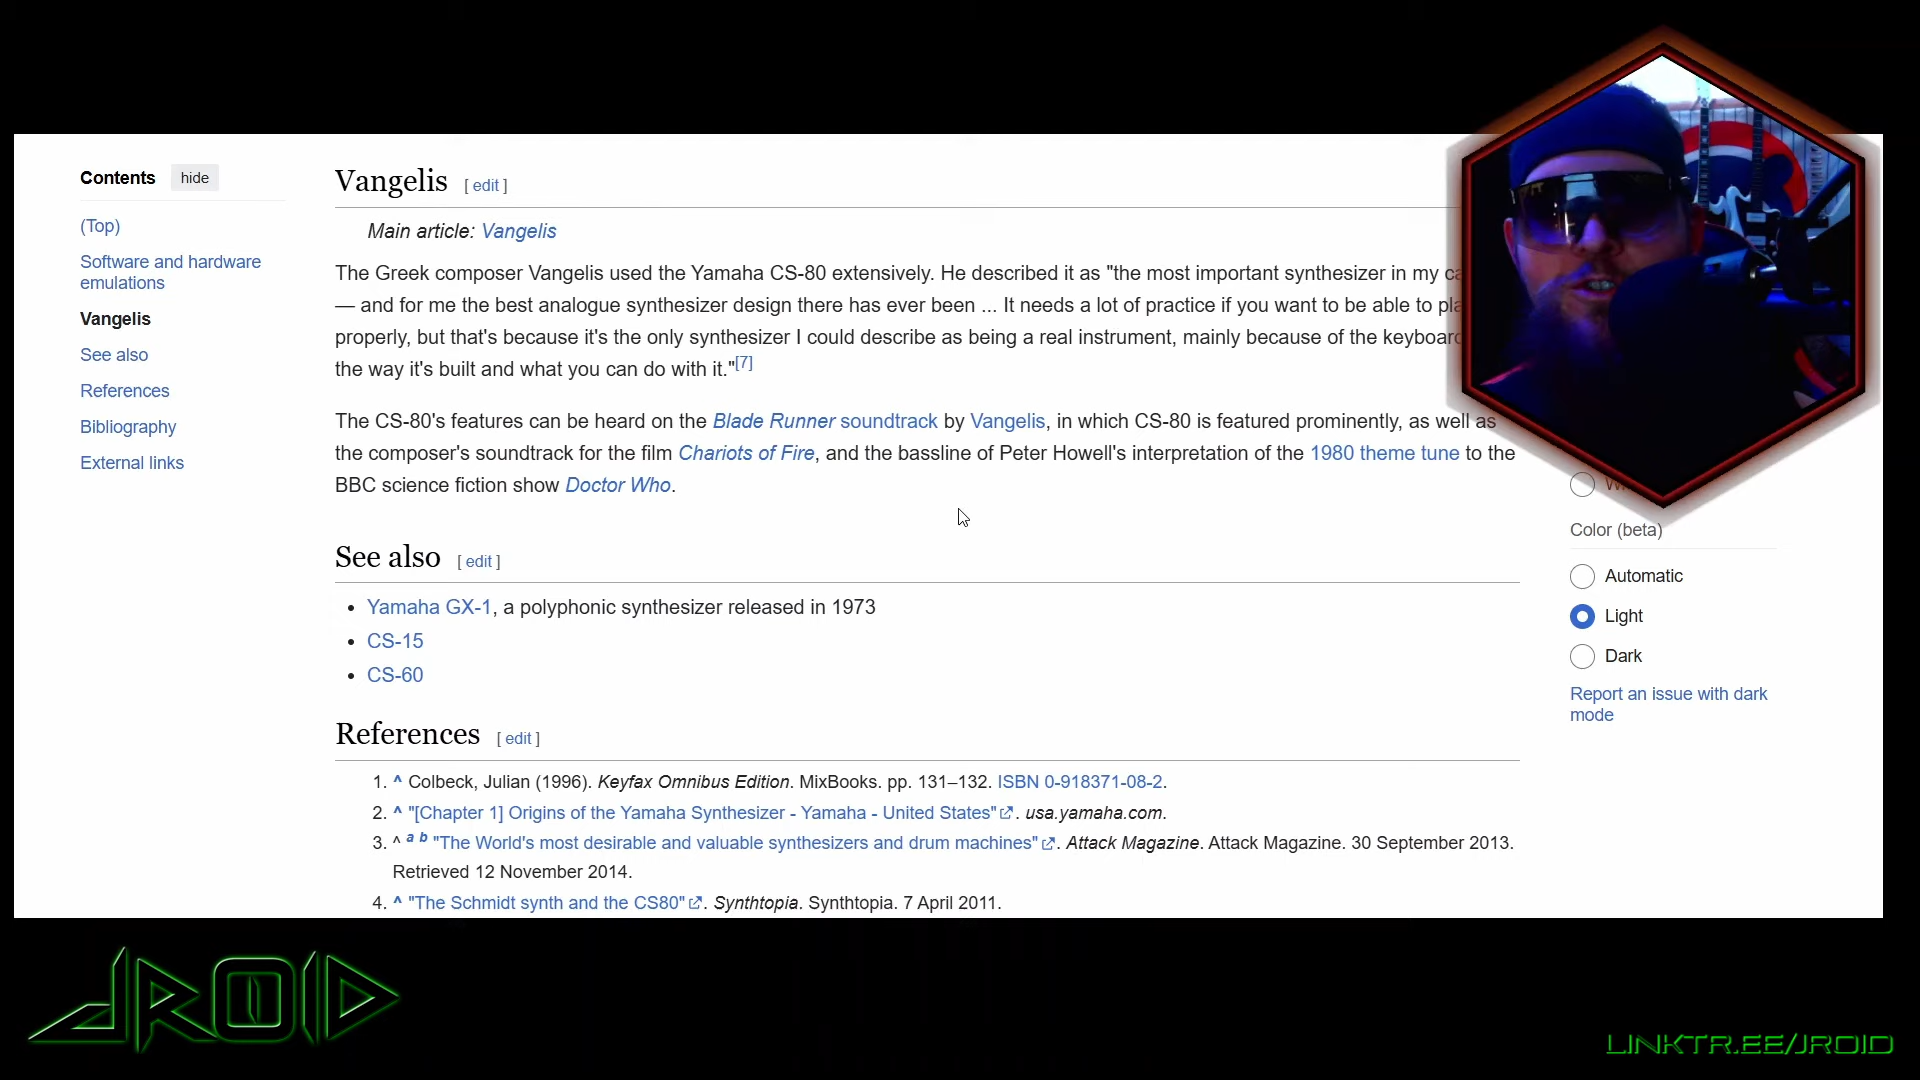 Contents hide
(Top)
Software and hardware
emulations
Vangelis
See also
References
Bibliography
External links
Vangelis [ edit ]
Main article: Vangelis
The Greek composer Vangelis used the Yamaha CS-80 extensively. He described it as "the most important synthesizer in my
— and for me the best analogue synthesizer design there has ever been ... It needs a lot of practice if you want to be able to
properly, but that's because it's the only synthesizer I could describe as being a real instrument, mainly because of the
the way it's built and what you can do with it."[7]
The CS-80's features can be heard on the Blade Runner soundtrack by Vangelis, in which CS-80 is featured prominently, as well as
the composer's soundtrack for the film Chariots of Fire, and the bassline of Peter Howell's interpretation of the 1980 theme tune to the
BBC science fiction show Doctor Who.
See also [ edit ]
• Yamaha GX-1, a polyphonic synthesizer released in 1973
• CS-15
• CS-60
References [ edit ]
1. ^ Colbeck, Julian (1996). Keyfax Omnibus Edition. MixBooks. pp. 131–132. ISBN 0-918371-08-2.
2. ^ "[Chapter 1] Origins of the Yamaha Synthesizer - Yamaha - United States". usa.yamaha.com.
3. ^ a b "The World's most desirable and valuable synthesizers and drum machines". Attack Magazine. Attack Magazine. 30 September 2013.
Retrieved 12 November 2014.
4. ^ "The Schmidt synth and the CS80". Synthtopia. Synthtopia. 7 April 2011.
Color (beta)
Automatic
Light
Dark
Report an issue with dark
mode
JROID
LINKTR.EE/JROID